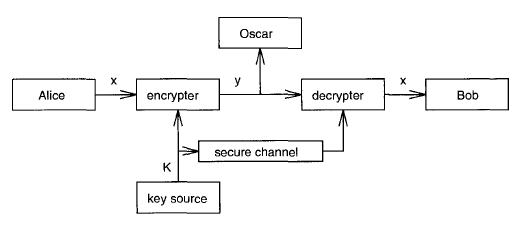 Oscar
x
y
x
Alice
encrypter
decrypter
Bob
secure channel
K
key source